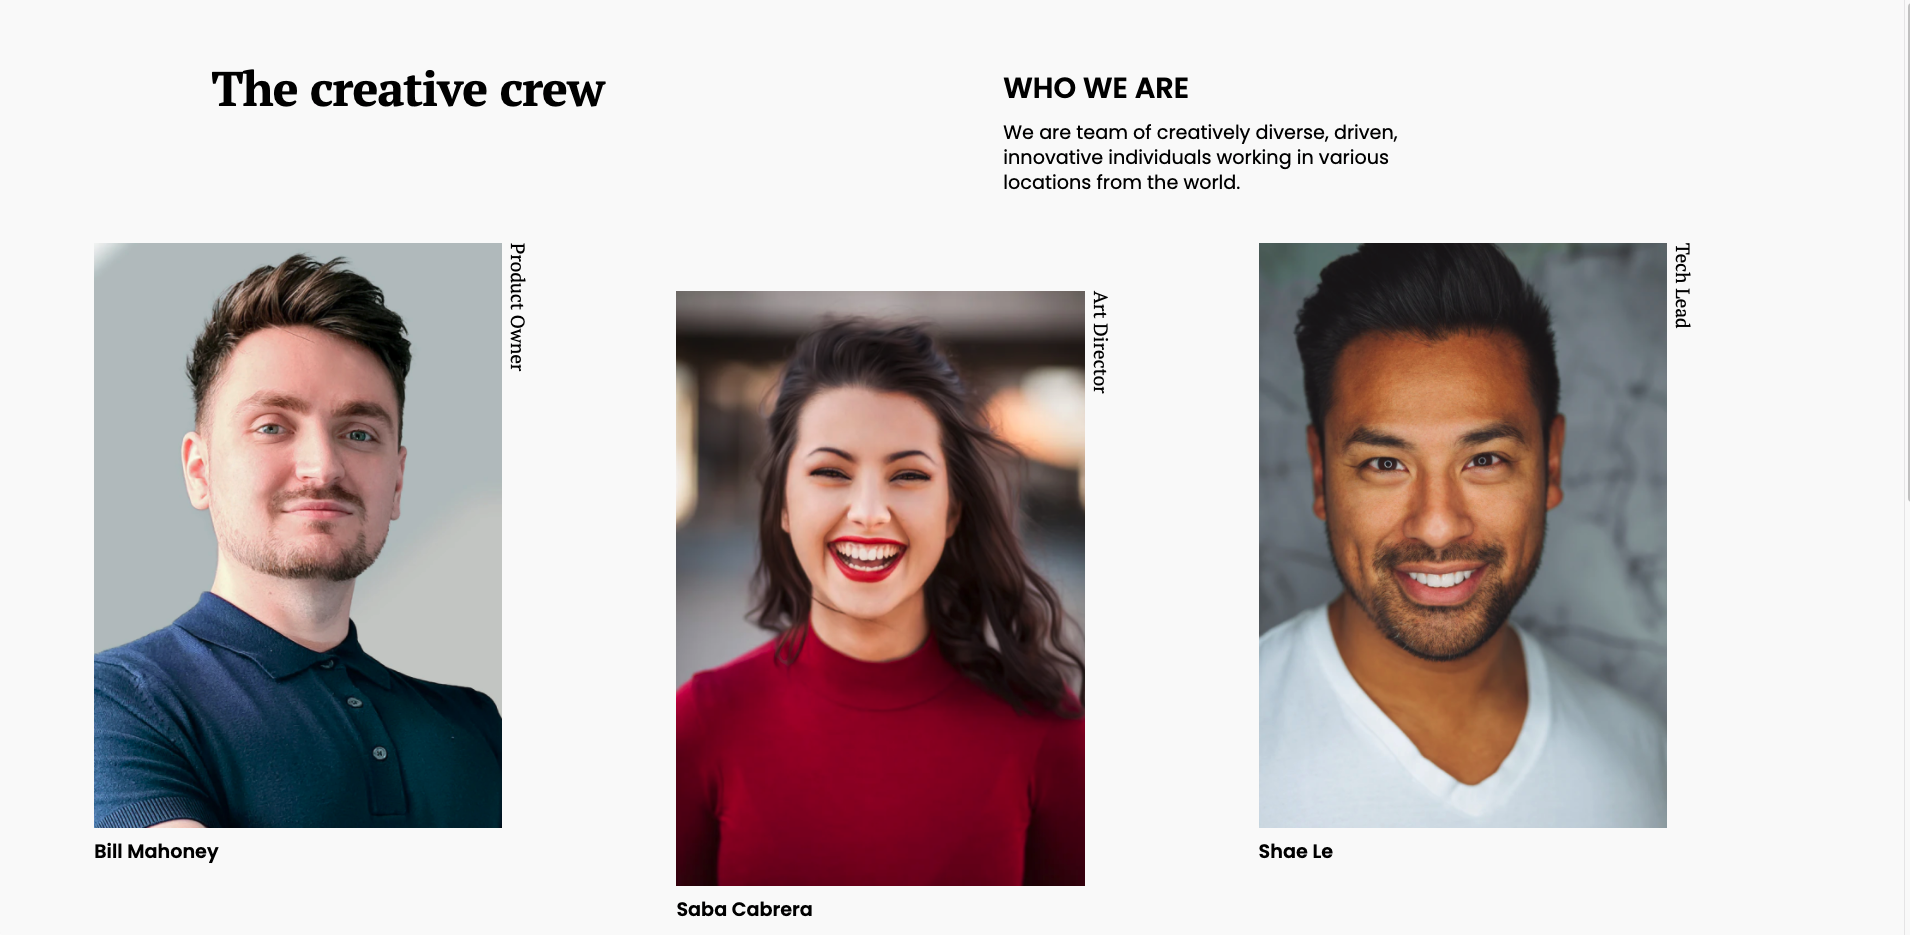 The creative crew
WHO WE ARE
We are team of creatively diverse, driven,
innovative individuals working in various
locations from the world.
Product Owner
Bill Mahoney
Art Director
Saba Cabrera
Tech Lead
Shae Le